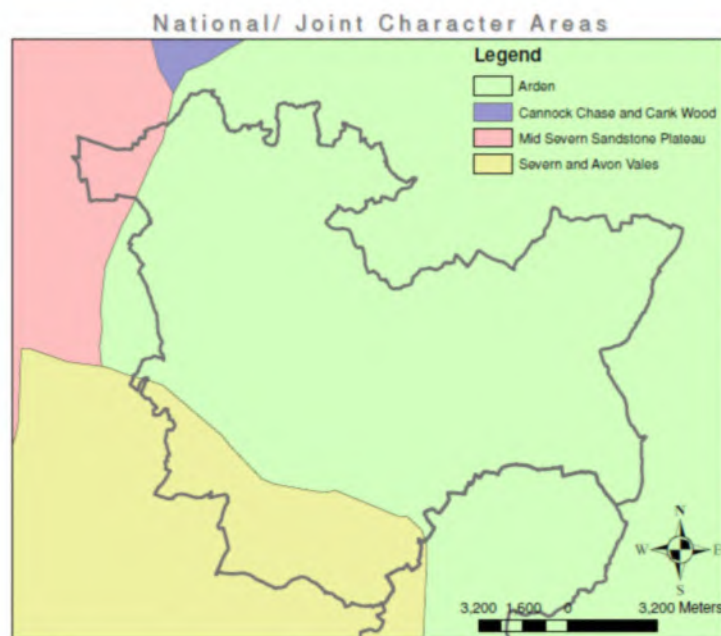 National/ Joint Character Areas
Legend
Arden
Cannock Chase and Cank Wood
Mid Severn Sandstone Plateau
Severn and Avon Vales
N
W E
S
3,200 1,600 0 3,200 Meters